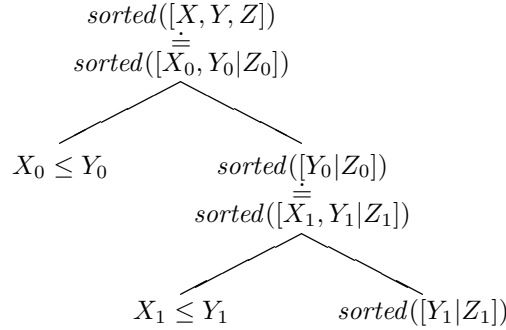 sorted([X, Y, Z])
≐
sorted([X₀, Y₀|Z₀])
X₀ ≤ Y₀ sorted([Y₀|Z₀])
≐
sorted([X₁, Y₁|Z₁])
X₁ ≤ Y₁ sorted([Y₁|Z₁])